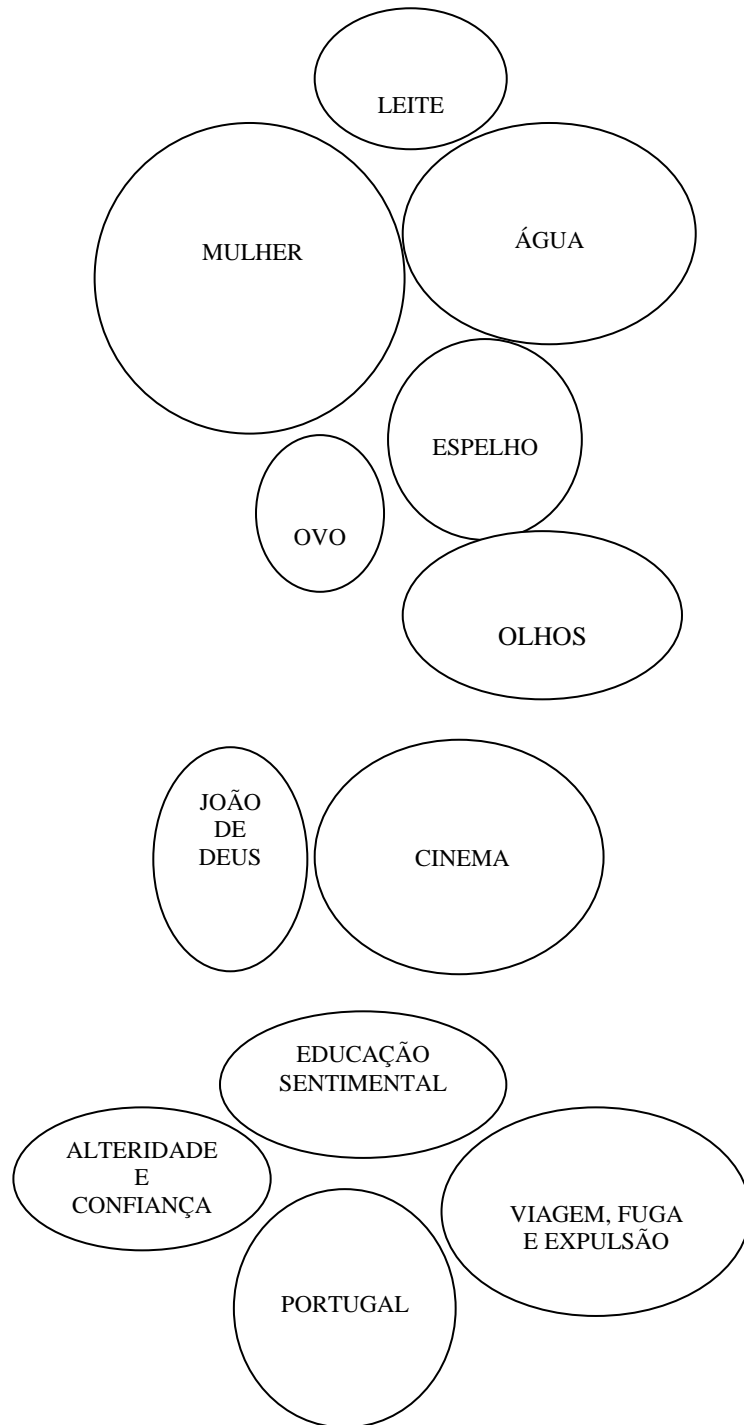 LEITE
MULHER
ÁGUA
ESPELHO
OVO
OLHOS
JOÃO
DE
DEUS
CINEMA
EDUCAÇÃO
SENTIMENTAL
ALTERIDADE
E
CONFIANÇA
VIAGEM, FUGA
E EXPULSÃO
PORTUGAL